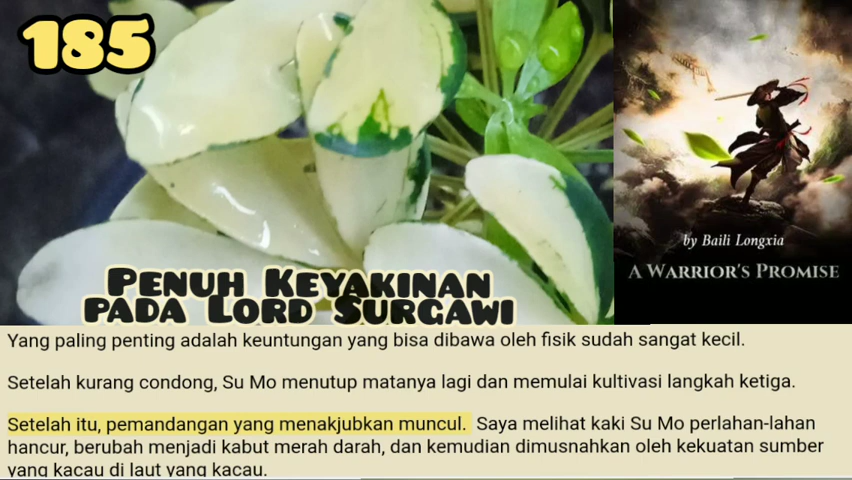 185
PENUH KEYAKINAN
PADA LORD SURGAWI
by Baili Longxia
A WARRIOR'S PROMISE
Yang paling penting adalah keuntungan yang bisa dibawa oleh fisik sudah sangat kecil.
Setelah kurang condong, Su Mo menutup matanya lagi dan memulai kultivasi langkah ketiga.
Setelah itu, pemandangan yang menakjubkan muncul. Saya melihat kaki Su Mo perlahan-lahan
hancur, berubah menjadi kabut merah darah, dan kemudian dimusnahkan oleh kekuatan sumber
yang kacau di laut yang kacau.